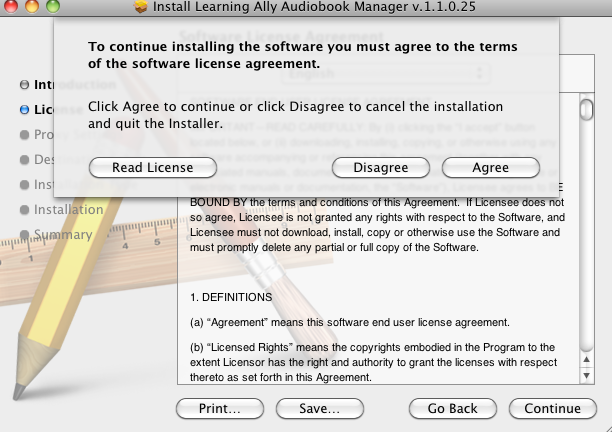 Install Learning Ally Audiobook Manager v.1.1.0.25
Software License Agreement
English
To continue installing the software you must agree to the terms
of the software license agreement.
Click Agree to continue or click Disagree to cancel the installation
and quit the Installer.
Read License
Disagree
Agree
Introduction
License
Installation
Summary
BOUND BY the terms and conditions of this Agreement. If Licensee does not
so agree, Licensee is not granted any rights with respect to the Software, and
Licensee must not download, install, copy or otherwise use the Software and
must promptly delete any partial or full copy of the Software.
1. DEFINITIONS
(a) “Agreement” means this software end user license agreement.
(b) “Licensed Rights” means the copyrights embodied in the Program to the
extent Licensor has the right and authority to grant the licenses with respect
thereto as set forth in this Agreement.
4
5
Print...
Save...
Go Back
Continue